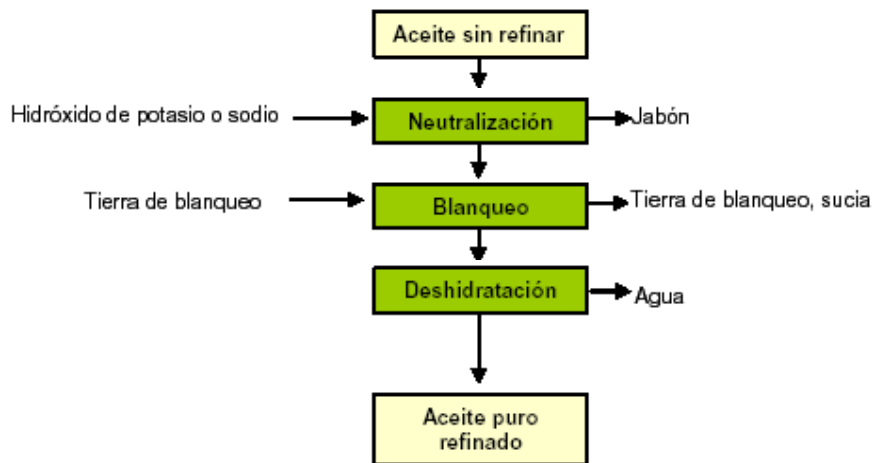 Aceite sin refinar
Hidróxido de potasio o sodio
Neutralización
Jabón
Tierra de blanqueo
Blanqueo
Tierra de blanqueo, sucia
Deshidratación
Agua
Aceite puro
refinado